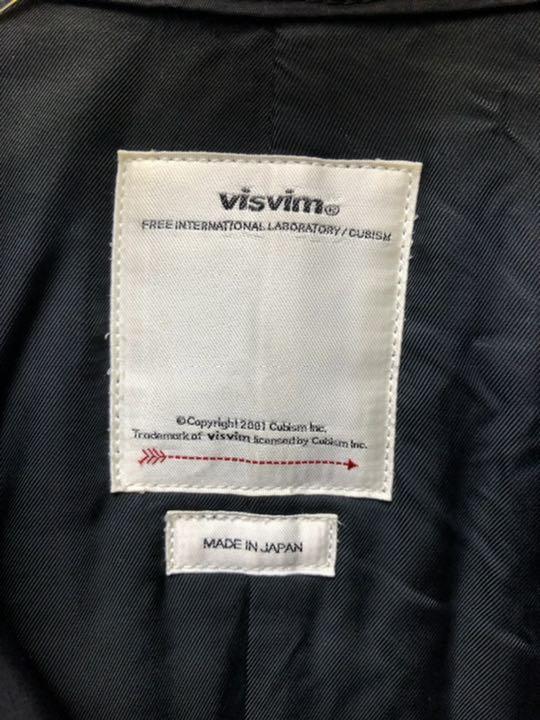 visvim®
FREE INTERNATIONAL LABORATORY / CUBISM
©Copyright 2001 Cubism Inc.
Trademark of visvim licensed by Cubism Inc.
MADE IN JAPAN